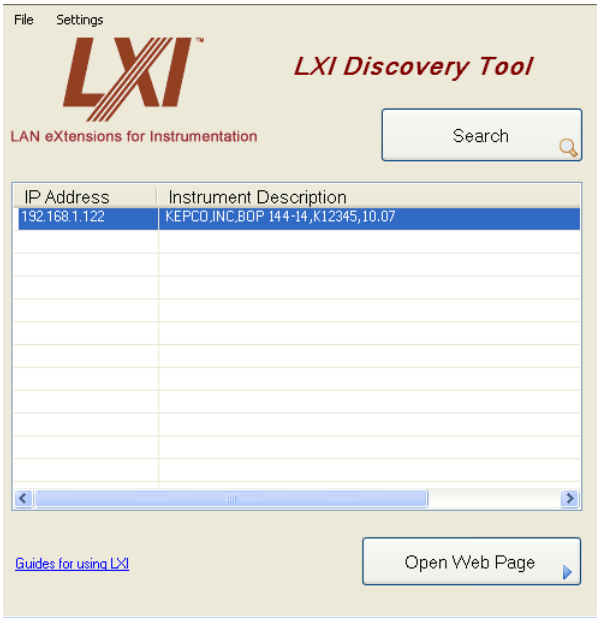 File Settings
LXI™
LXI Discovery Tool
LAN eXtensions for Instrumentation
Search
IP Address Instrument Description
192.168.1.122 KEPCO,INC,BOP 144-14,K12345,10.07
Guides for using LXI
Open Web Page